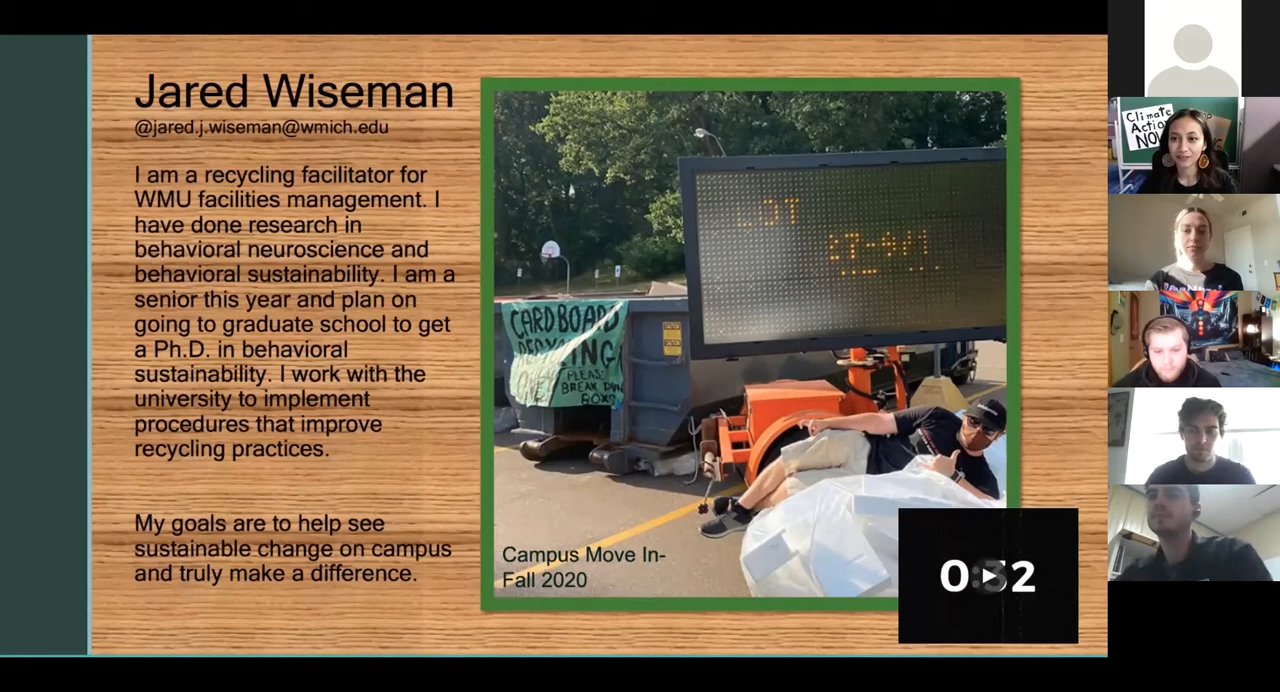 Jared Wiseman
@jared.j.wiseman@wmich.edu
I am a recycling facilitator for
WMU facilities management. I
have done research in
behavioral neuroscience and
behavioral sustainability. I am a
senior this year and plan on
going to graduate school to get
a Ph.D. in behavioral
sustainability. I work with the
university to implement
procedures that improve
recycling practices.
My goals are to help see
sustainable change on campus
and truly make a difference.
CARDBOARD
RECYCLING
PLEASE
BREAK DOWN
Campus Move In-
Fall 2020
Climate
Action
NOW